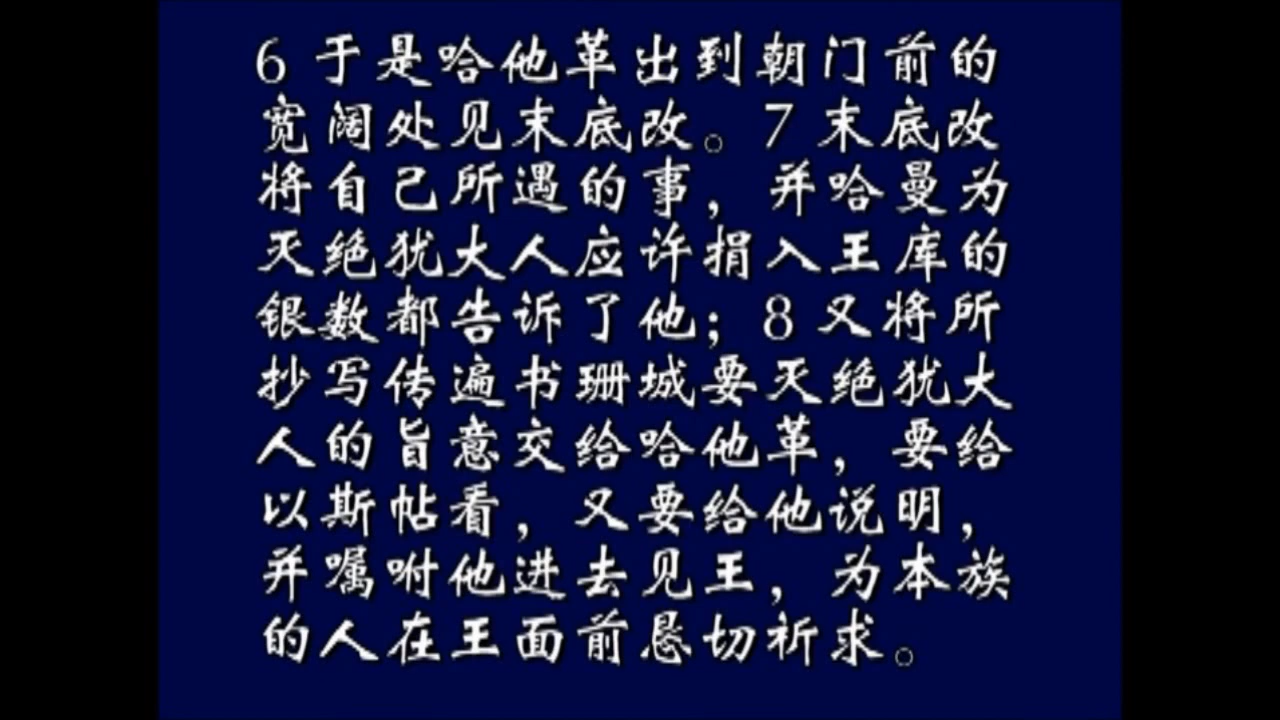 6 于是哈他革出到朝门前的
宽阔处见末底改。7 末底改
将自己所遇的事，并哈曼为
灭绝犹大人应许捐入王库的
银数都告诉了他；8 又将所
抄写传遍书珊城要灭绝犹大
人的旨意交给哈他革，要给
以斯帖看，又要给他说明，
并嘱咐他进去见王，为本族
的人在王面前恳切祈求。